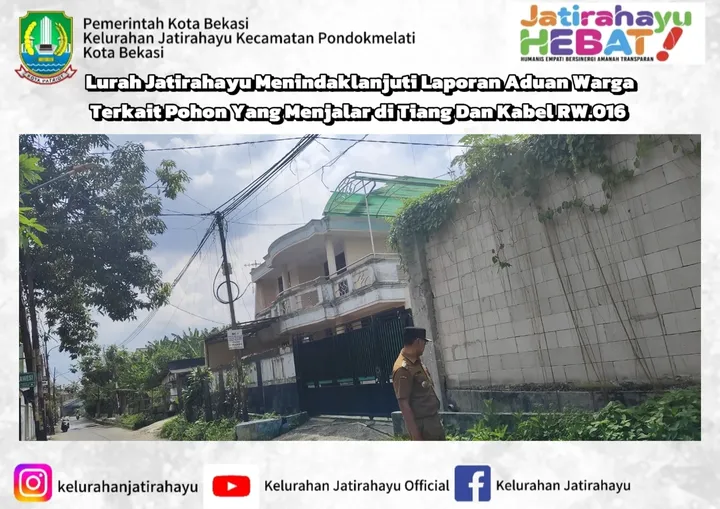 Pemerintah Kota Bekasi
Kelurahan Jatirahayu Kecamatan Pondokmelati
Kota Bekasi
KOTA PATRIOT
Jatirahayu
HEBAT!
HUMANIS EMPATI BERSINERGI AMANAH TRANSPARAN
Lurah Jatirahayu Menindaklanjuti Laporan Aduan Warga
Terkait Pohon Yang Menjalar di Tiang Dan Kabel RW.016
kelurahanjatirahayu
Kelurahan Jatirahayu Official
Kelurahan Jatirahayu